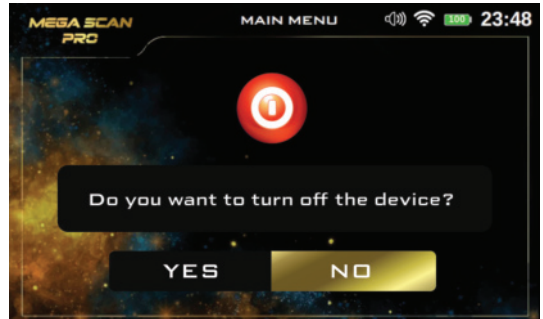 MEGA SCAN
PRO
MAIN MENU
100
23:48
Do you want to turn off the device?
YES
NO